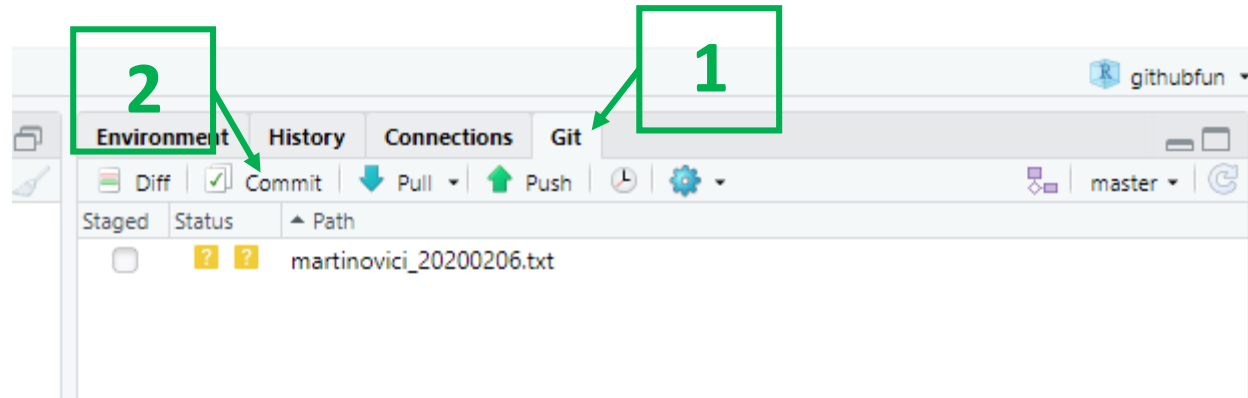 1
2
R githubfun
Environment History Connections Git
Diff Commit Pull Push master
Staged Status Path
? ? martinovici_20200206.txt